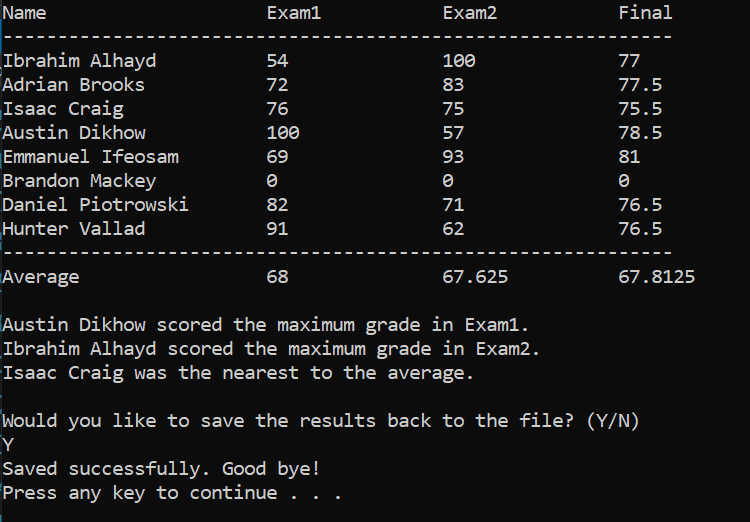 Name Exam1 Exam2 Final
-------------------------------------------------------------
Ibrahim Alhayd 54 100 77
Adrian Brooks 72 83 77.5
Isaac Craig 76 75 75.5
Austin Dikhow 100 57 78.5
Emmanuel Ifeosam 69 93 81
Brandon Mackey 0 0 0
Daniel Piotrowski 82 71 76.5
Hunter Vallad 91 62 76.5
-------------------------------------------------------------
Average 68 67.625 67.8125
Austin Dikhow scored the maximum grade in Exam1.
Ibrahim Alhayd scored the maximum grade in Exam2.
Isaac Craig was the nearest to the average.
Would you like to save the results back to the file? (Y/N)
Y
Saved successfully. Good bye!
Press any key to continue . . .